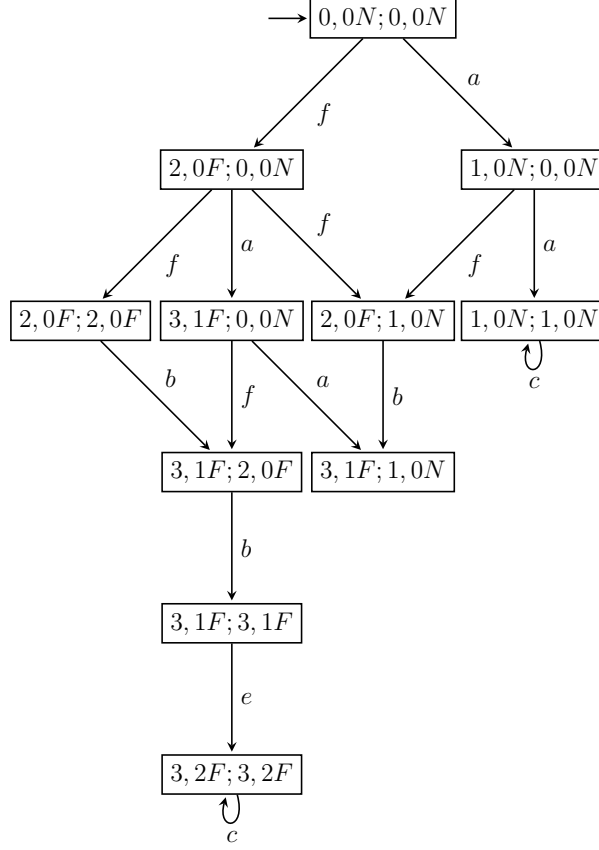 0, 0N; 0, 0N
a
f
2, 0F; 0, 0N 1, 0N; 0, 0N
f
f a f a
2, 0F; 2, 0F 3, 1F; 0, 0N 2, 0F; 1, 0N 1, 0N; 1, 0N
b a c
f b
3, 1F; 2, 0F 3, 1F; 1, 0N
b
3, 1F; 3, 1F
e
3, 2F; 3, 2F
c